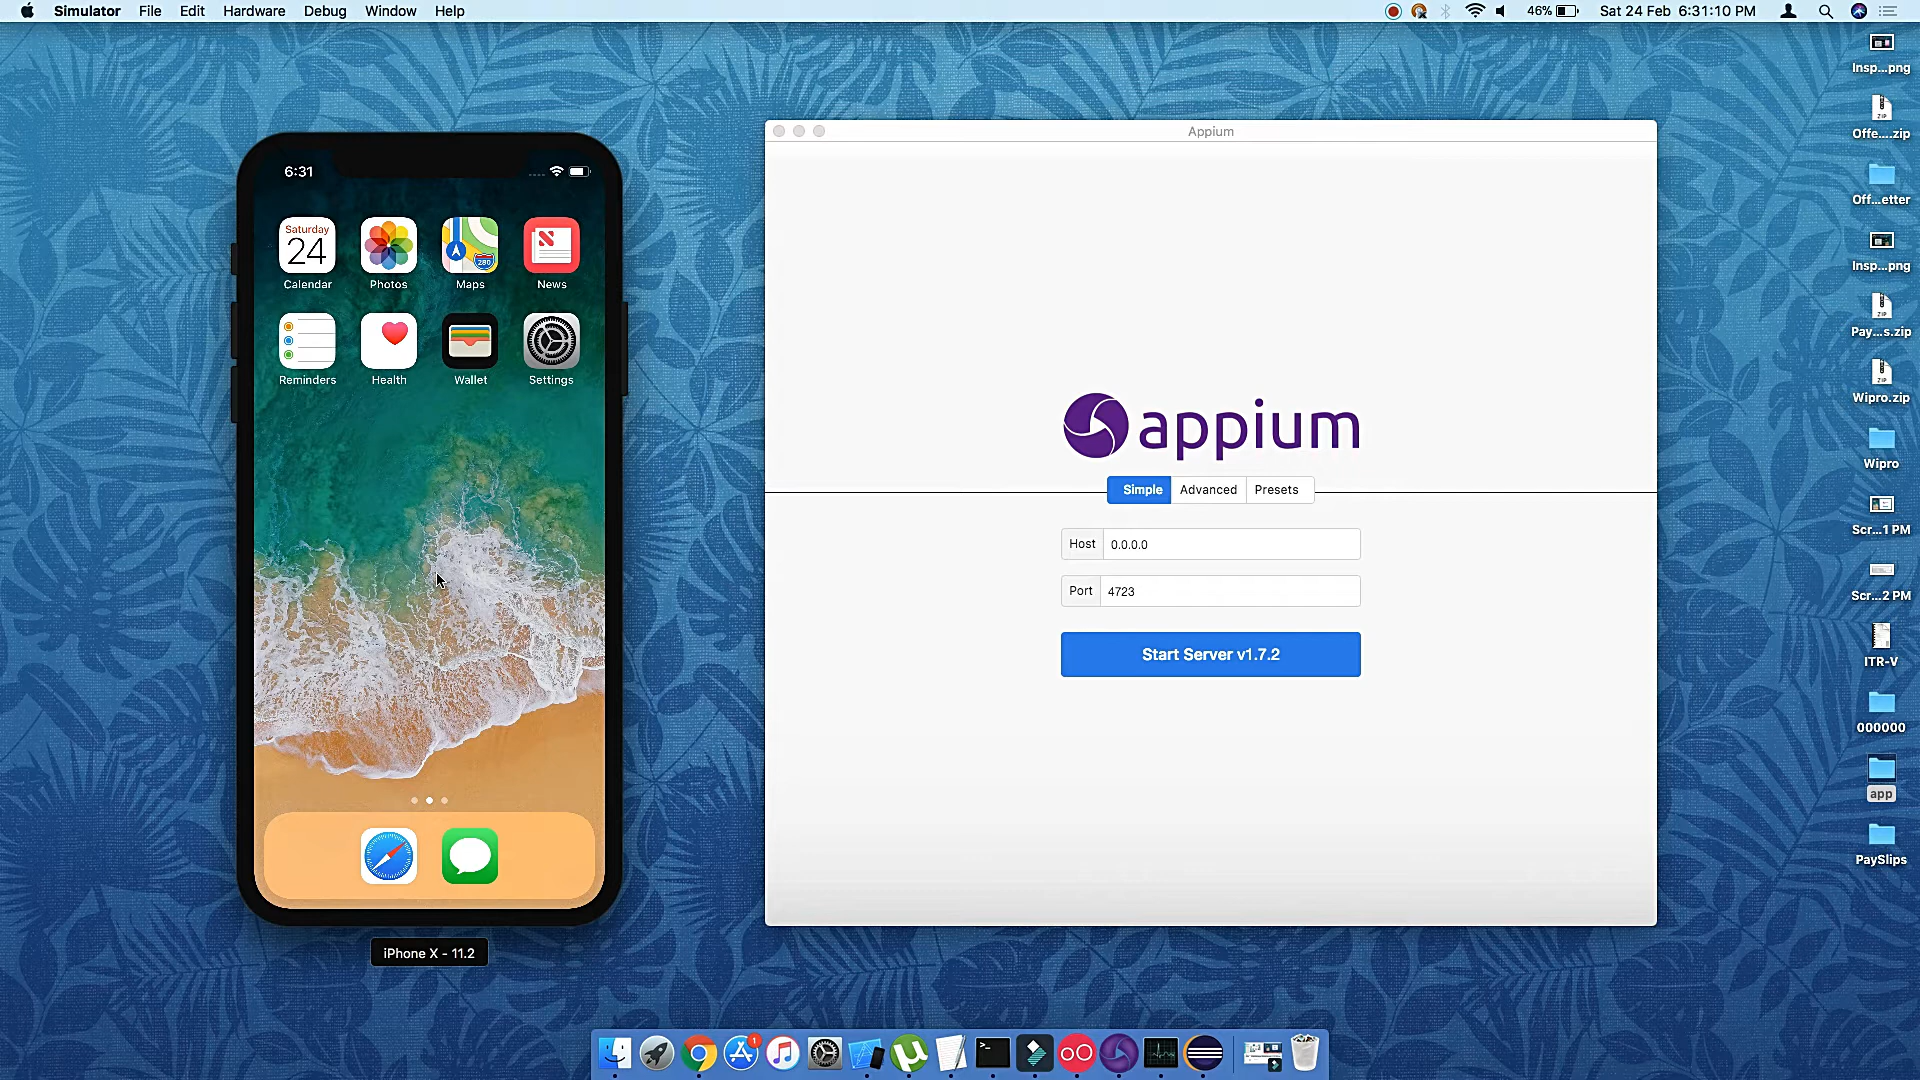 Simulator File Edit Hardware Debug Window Help
46% Sat 24 Feb 6:31:10 PM
Insp...png
Offe....zip
Off...etter
Insp...png
Pay...s.zip
Wipro.zip
Wipro
Scr...1 PM
Scr...2 PM
ITR-V
000000
app
PaySlips
6:31
Saturday
24
280
Calendar Photos Maps News
Reminders Health Wallet Settings
iPhone X - 11.2
Appium
appium
Simple Advanced Presets
Host 0.0.0.0
Port 4723
Start Server v1.7.2
1